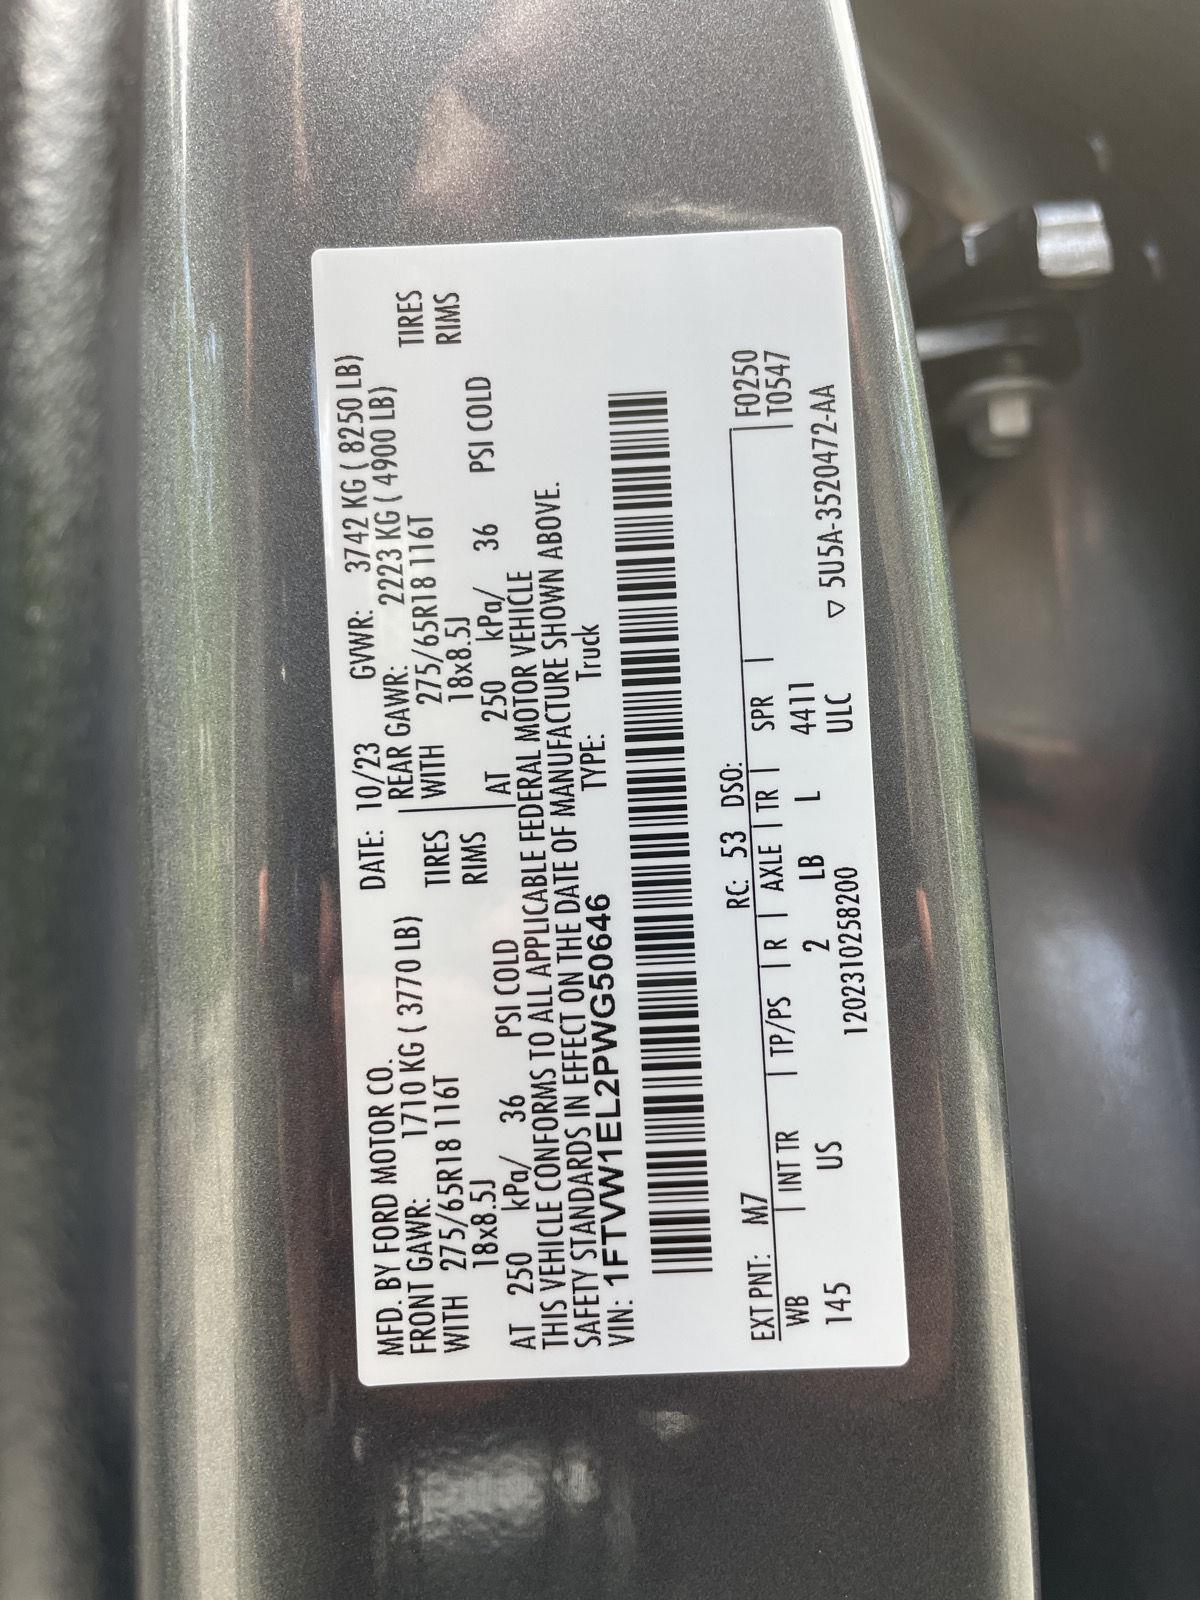 MFD. BY FORD MOTOR CO. DATE: 10/23 GVWR: 3742 KG ( 8250 LB)
FRONT GAWR: 1710 KG ( 3770 LB) REAR GAWR: 2223 KG ( 4900 LB)
WITH 275/65R18 116T TIRES WITH 275/65R18 116T TIRES
18x8.5J RIMS 18x8.5J RIMS
AT 250 kPa/ 36 PSI COLD AT 250 kPa/ 36 PSI COLD
THIS VEHICLE CONFORMS TO ALL APPLICABLE FEDERAL MOTOR VEHICLE
SAFETY STANDARDS IN EFFECT ON THE DATE OF MANUFACTURE SHOWN ABOVE.
VIN: 1FTVW1EL2PWG50646 TYPE: Truck
EXT PNT: M7 RC: 53 DSO: F0250
WB INT TR TP/PS R AXLE TR SPR T0547
145 US 2 LB L 4411
1202310258200 ULC ▽ 5U5A-3520472-AA